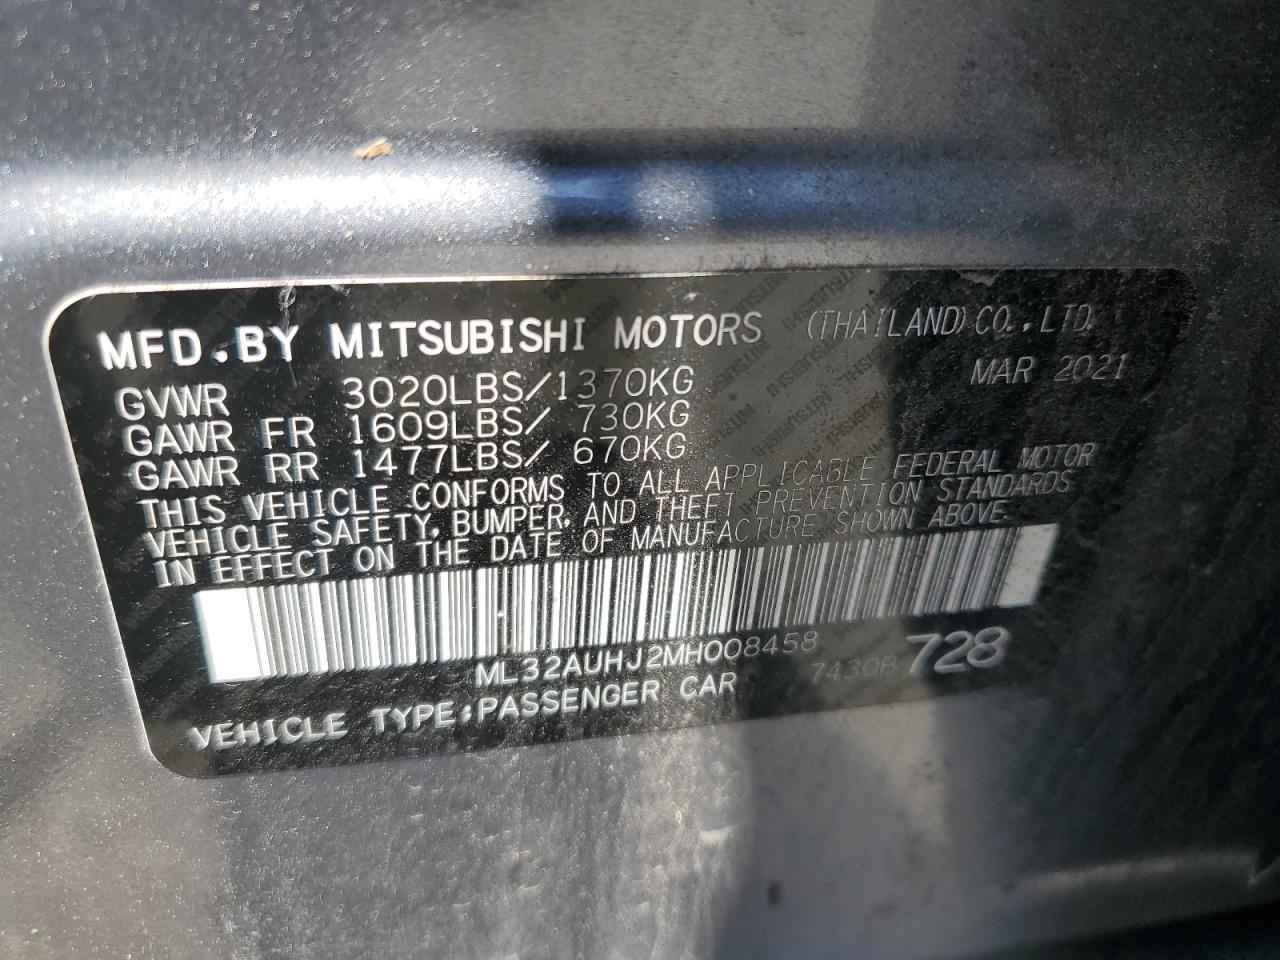 MFD.BY MITSUBISHI MOTORS (THAILAND)CO.,LTD.
MAR 2021
GVWR 3020LBS/1370KG
GAWR FR 1609LBS/ 730KG
GAWR RR 1477LBS/ 670KG
THIS VEHICLE CONFORMS TO ALL APPLICABLE FEDERAL MOTOR
VEHICLE SAFETY, BUMPER, AND THEFT PREVENTION STANDARDS
IN EFFECT ON THE DATE OF MANUFACTURE SHOWN ABOVE
ML32AUHJ2MH008458
7430B 728
VEHICLE TYPE:PASSENGER CAR